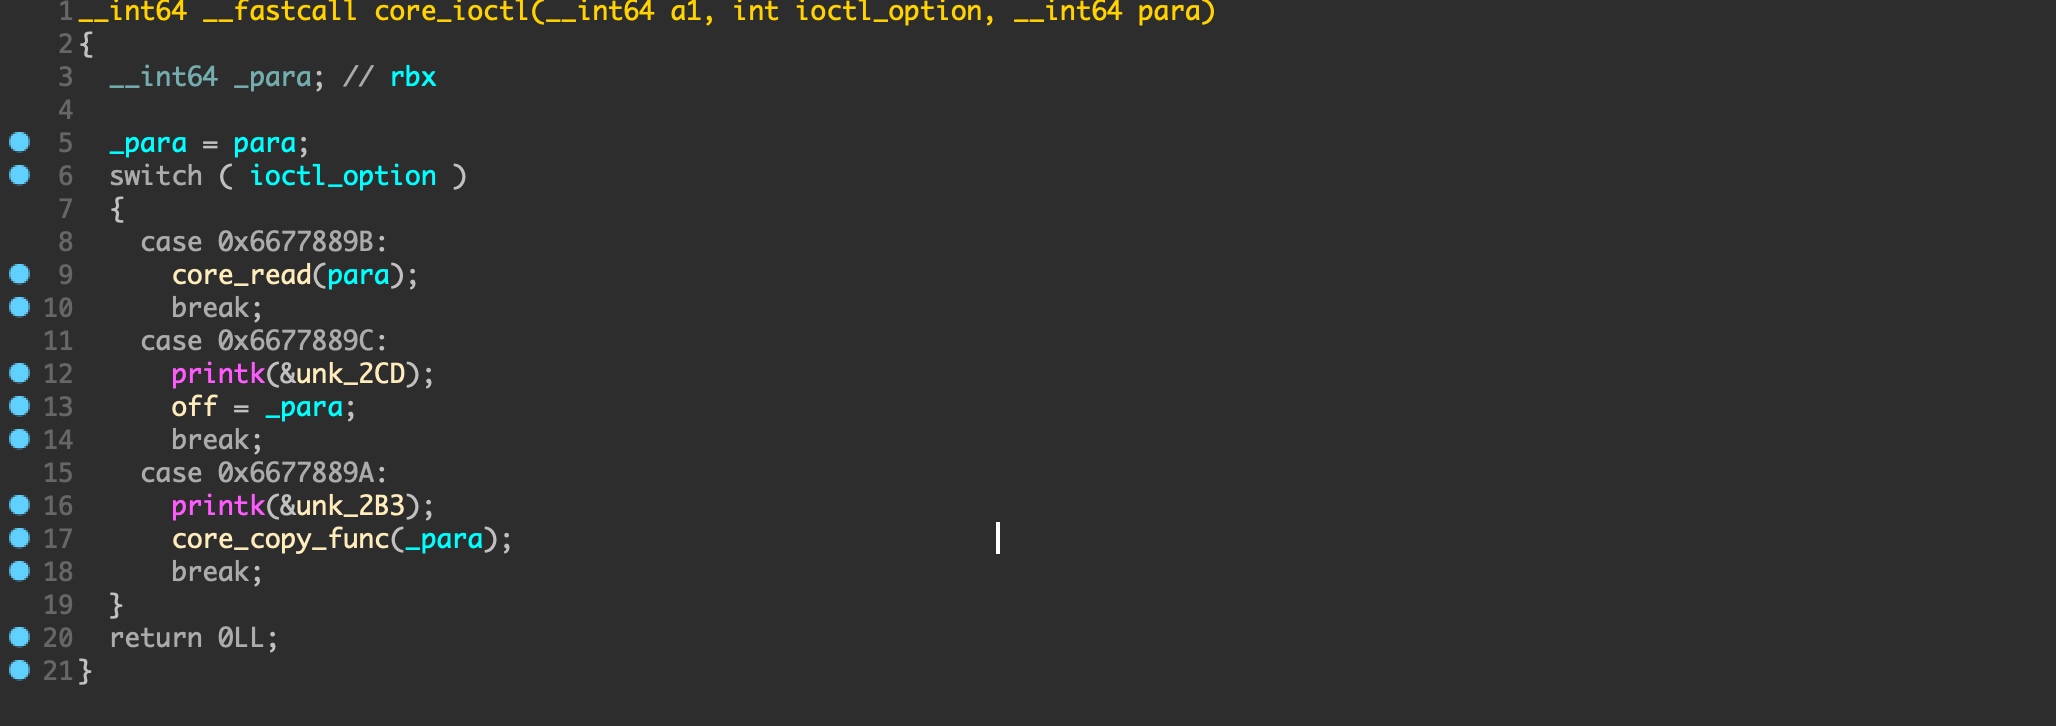 1 __int64 __fastcall core_ioctl(__int64 a1, int ioctl_option, __int64 para)
2 {
3   __int64 _para; // rbx
4
5   _para = para;
6   switch ( ioctl_option )
7   {
8     case 0x6677889B:
9       core_read(para);
10       break;
11     case 0x6677889C:
12       printk(&unk_2CD);
13       off = _para;
14       break;
15     case 0x6677889A:
16       printk(&unk_2B3);
17       core_copy_func(_para);
18       break;
19   }
20   return 0LL;
21 }